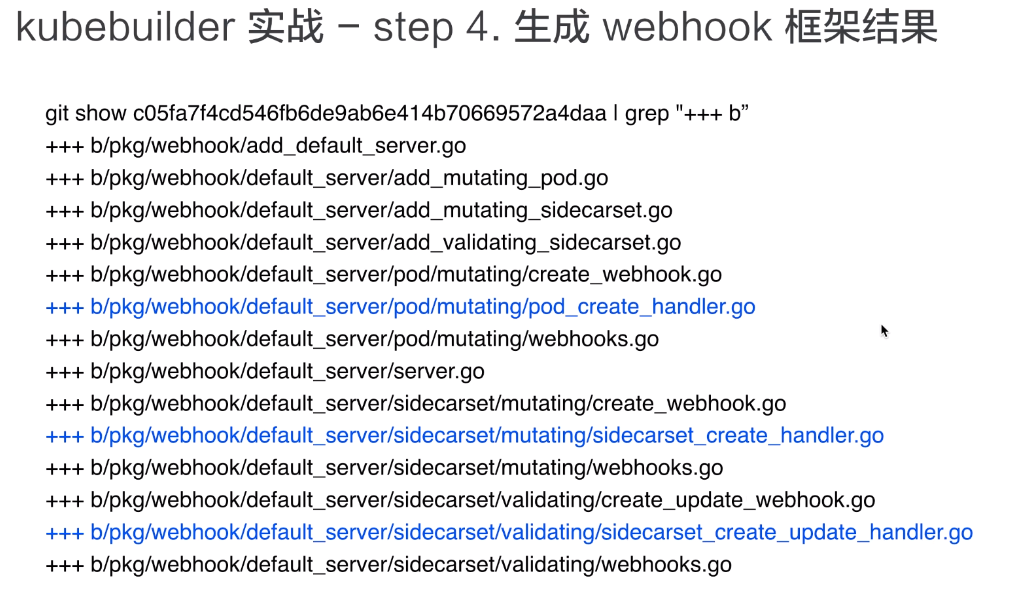 kubebuilder 实战 – step 4. 生成 webhook 框架结果
git show c05fa7f4cd546fb6de9ab6e414b70669572a4daa | grep "+++ b”
+++ b/pkg/webhook/add_default_server.go
+++ b/pkg/webhook/default_server/add_mutating_pod.go
+++ b/pkg/webhook/default_server/add_mutating_sidecarset.go
+++ b/pkg/webhook/default_server/add_validating_sidecarset.go
+++ b/pkg/webhook/default_server/pod/mutating/create_webhook.go
+++ b/pkg/webhook/default_server/pod/mutating/pod_create_handler.go
+++ b/pkg/webhook/default_server/pod/mutating/webhooks.go
+++ b/pkg/webhook/default_server/server.go
+++ b/pkg/webhook/default_server/sidecarset/mutating/create_webhook.go
+++ b/pkg/webhook/default_server/sidecarset/mutating/sidecarset_create_handler.go
+++ b/pkg/webhook/default_server/sidecarset/mutating/webhooks.go
+++ b/pkg/webhook/default_server/sidecarset/validating/create_update_webhook.go
+++ b/pkg/webhook/default_server/sidecarset/validating/sidecarset_create_update_handler.go
+++ b/pkg/webhook/default_server/sidecarset/validating/webhooks.go